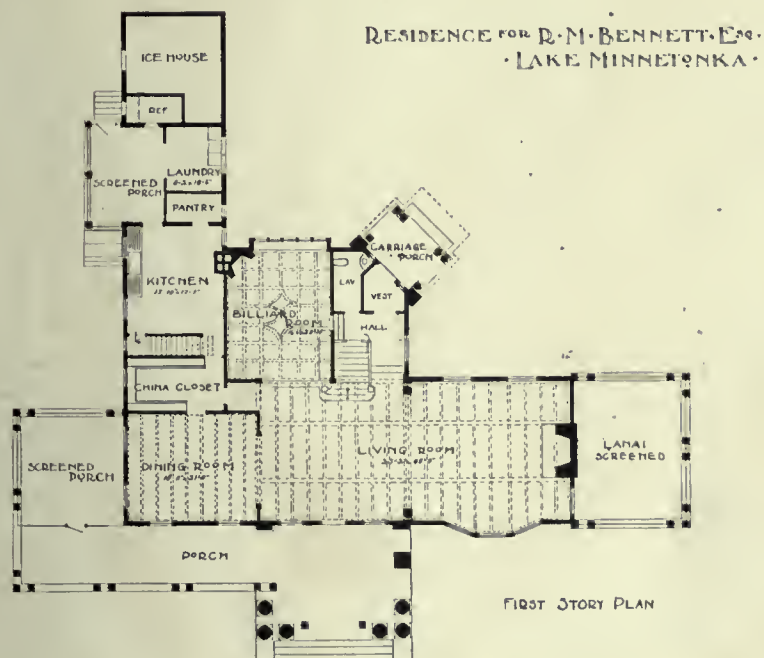 RESIDENCE FOR R·M·BENNETT·ESQ·
·LAKE MINNETONKA·
ICE HOUSE
REF
LAUNDRY
SCREENED
PORCH
PANTRY
CARRIAGE
PORCH
KITCHEN
LAV
VEST
BILLIARD
ROOM
HALL
CHINA CLOSET
LIVING ROOM
LANAI
SCREENED
SCREENED
PORCH
DINING ROOM
PORCH
FIRST STORY PLAN